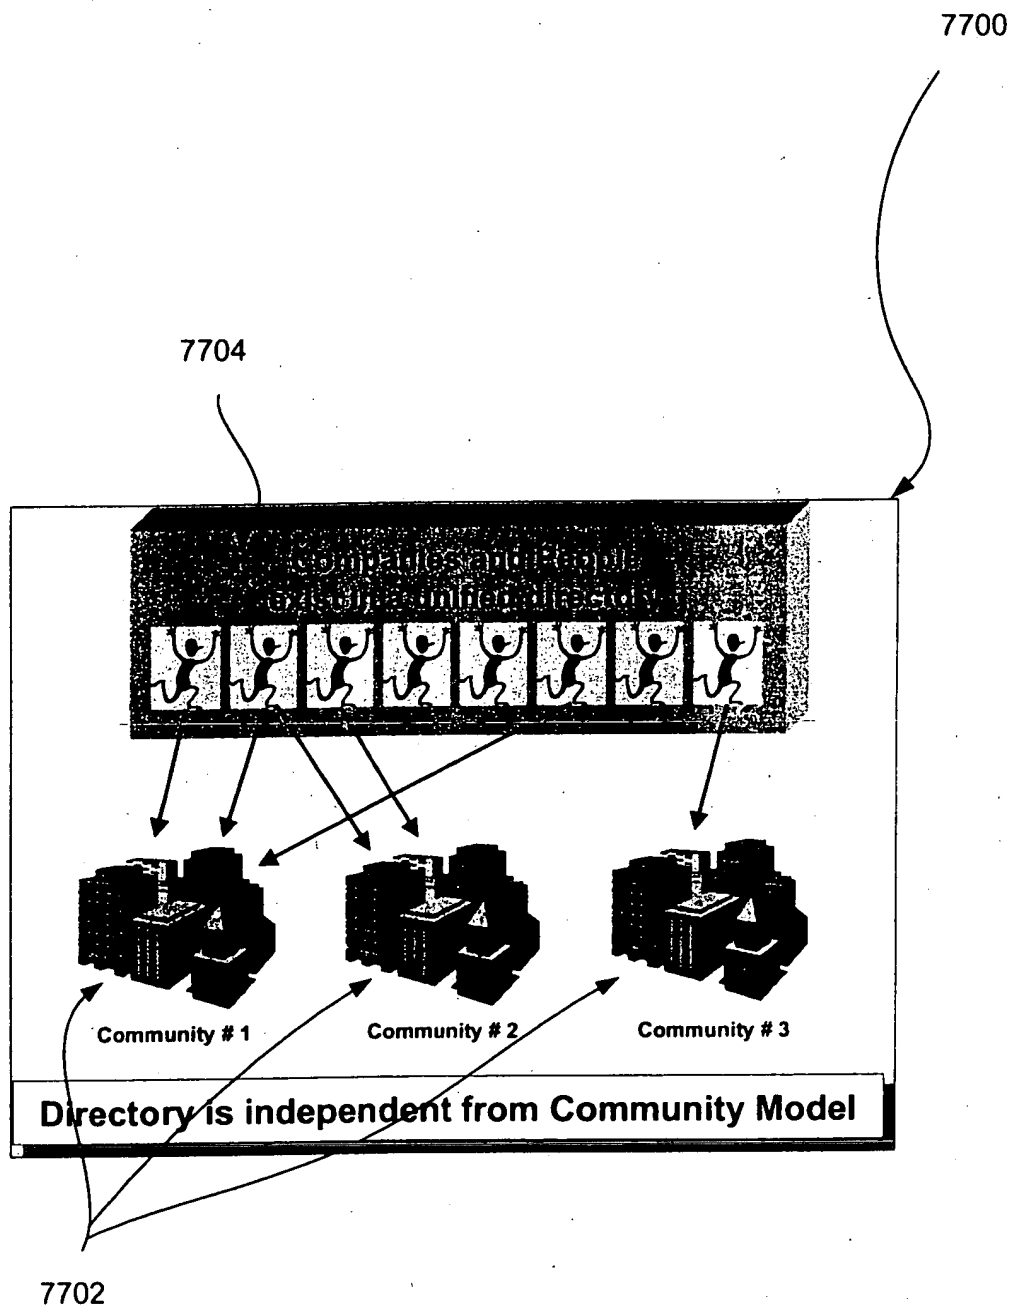 7700
7704
Companies and People
exist in a unified directory
Community # 1
Community # 2
Community # 3
Directory is independent from Community Model
7702